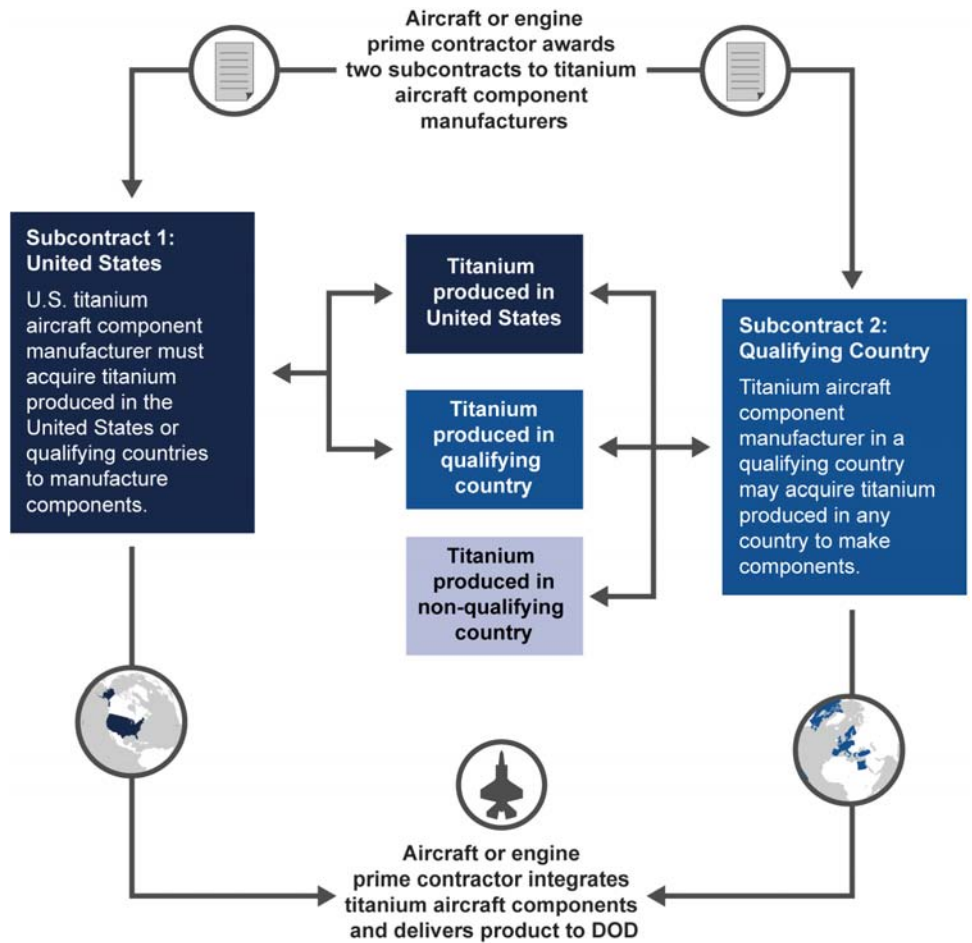 Aircraft or engine
prime contractor awards
two subcontracts to titanium
aircraft component
manufacturers
Subcontract 1:
United States
U.S. titanium
aircraft component
manufacturer must
acquire titanium
produced in the
United States or
qualifying countries
to manufacture
components.
Titanium
produced in
United States
Titanium
produced in
qualifying
country
Titanium
produced in
non-qualifying
country
Subcontract 2:
Qualifying Country
Titanium aircraft
component
manufacturer in a
qualifying country
may acquire titanium
produced in any
country to make
components.
Aircraft or engine
prime contractor integrates
titanium aircraft components
and delivers product to DOD